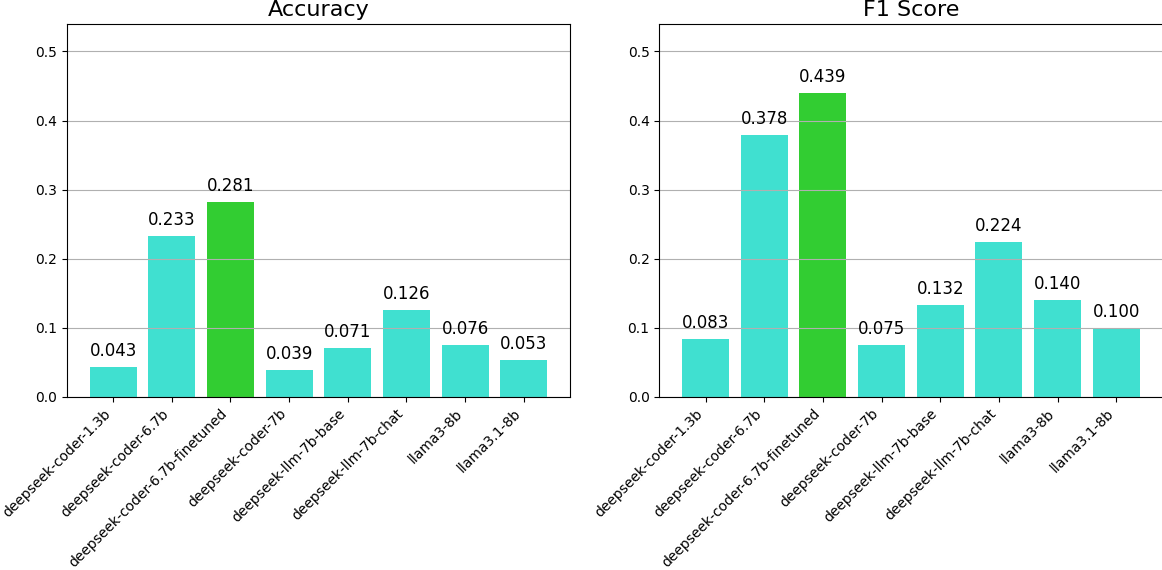 Accuracy
0.5
0.4
0.3
0.2
0.1
0.0
0.043
0.233
0.281
0.039
0.071
0.126
0.076
0.053
deepseek-coder-1.3b
deepseek-coder-6.7b
deepseek-coder-6.7b-finetuned
deepseek-coder-7b
deepseek-llm-7b-base
deepseek-llm-7b-chat
llama3-8b
llama3.1-8b
F1 Score
0.5
0.4
0.3
0.2
0.1
0.0
0.083
0.378
0.439
0.075
0.132
0.224
0.140
0.100
deepseek-coder-1.3b
deepseek-coder-6.7b
deepseek-coder-6.7b-finetuned
deepseek-coder-7b
deepseek-llm-7b-base
deepseek-llm-7b-chat
llama3-8b
llama3.1-8b